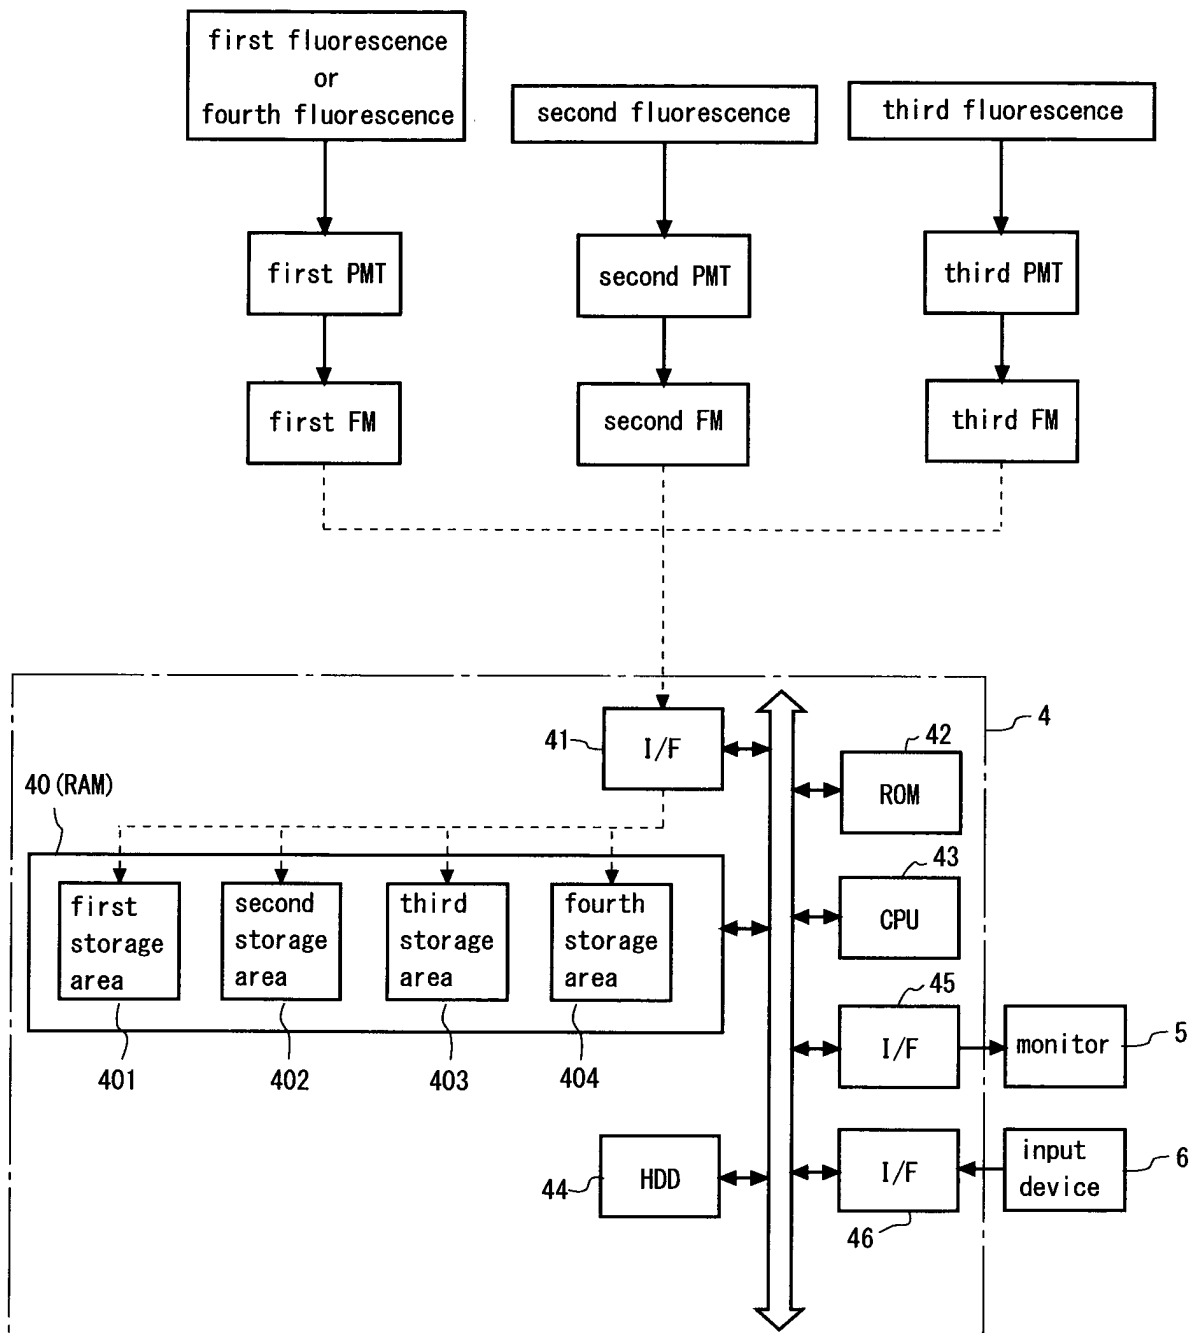 first fluorescence
or
fourth fluorescence
second fluorescence
third fluorescence
first PMT
second PMT
third PMT
first FM
second FM
third FM
4
41
I/F
42
ROM
40(RAM)
43
CPU
first
storage
area
second
storage
area
third
storage
area
fourth
storage
area
401
402
403
404
45
I/F
monitor
5
44
HDD
I/F
46
input
device
6